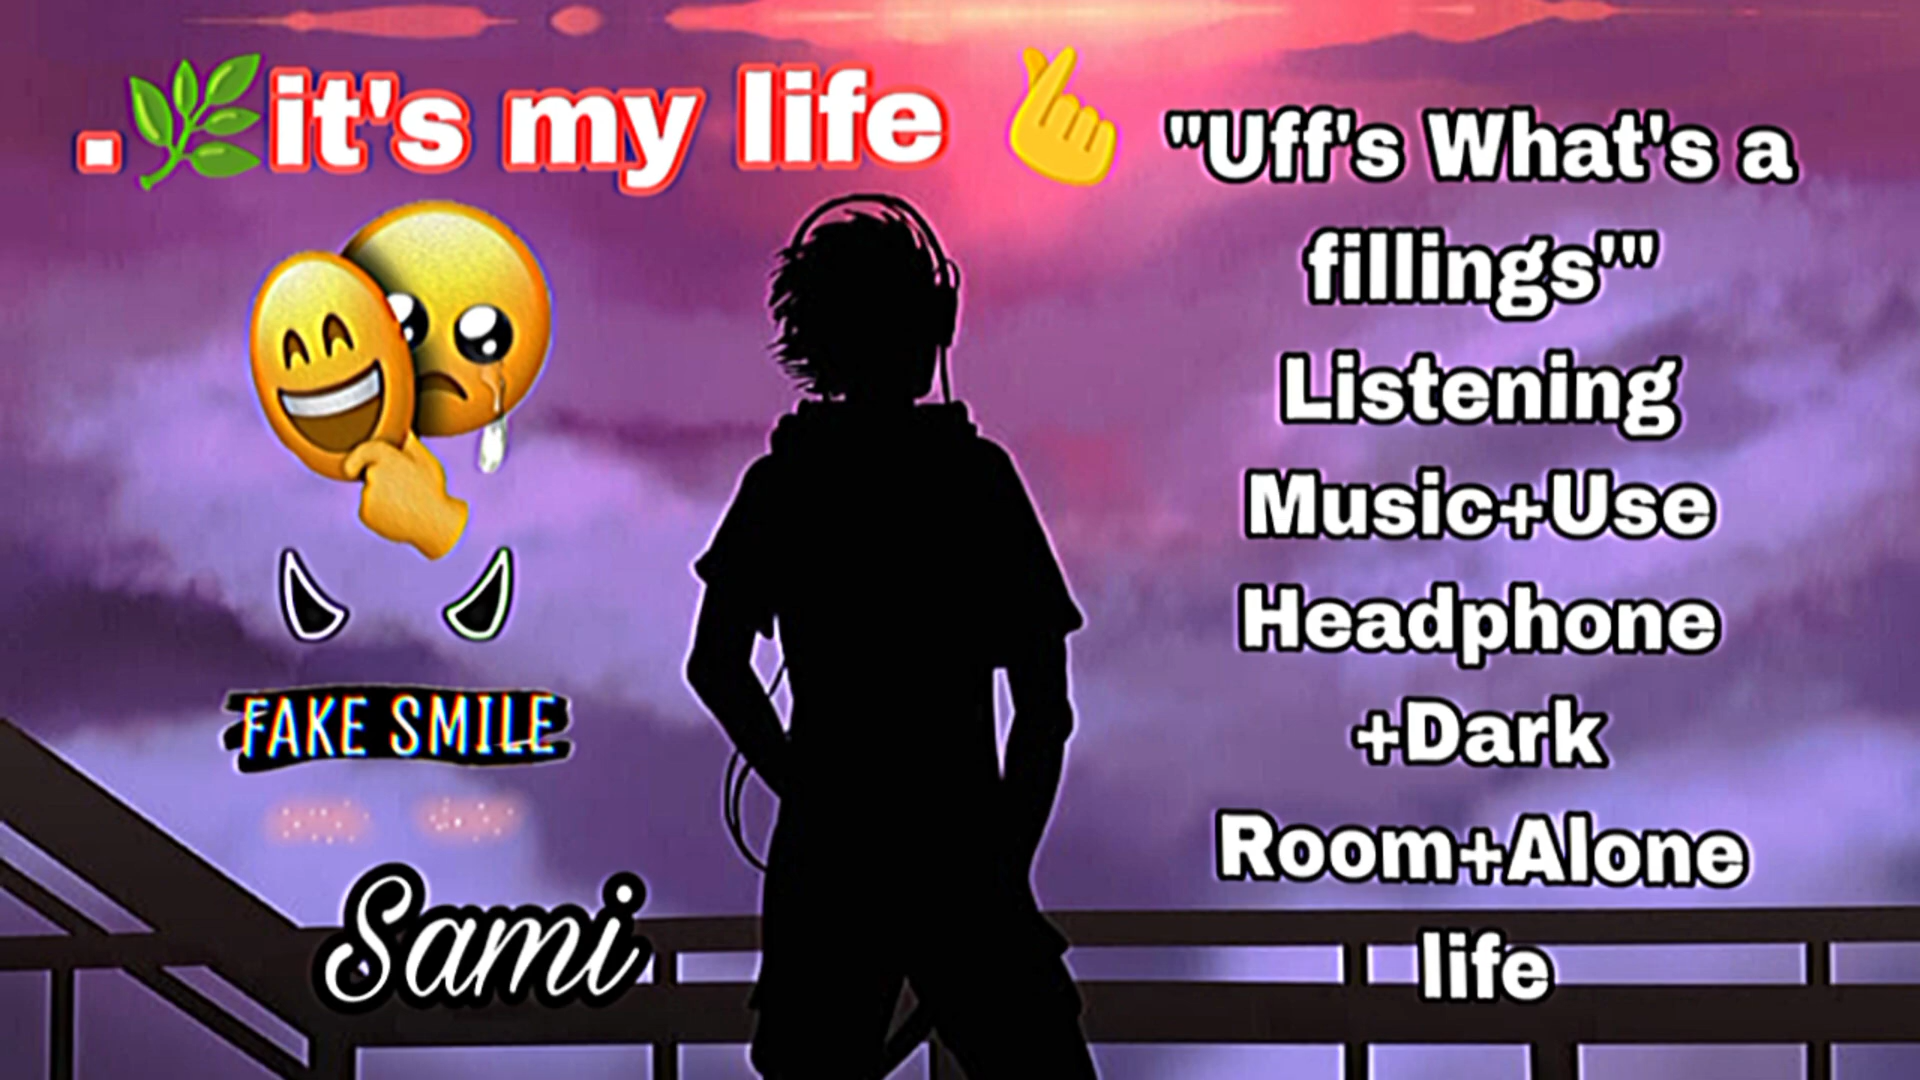 .🌿it's my life 🫰
"Uff's What's a
fillings'"
Listening
Music+Use
Headphone
+Dark
Room+Alone
life
FAKE SMILE
Sami